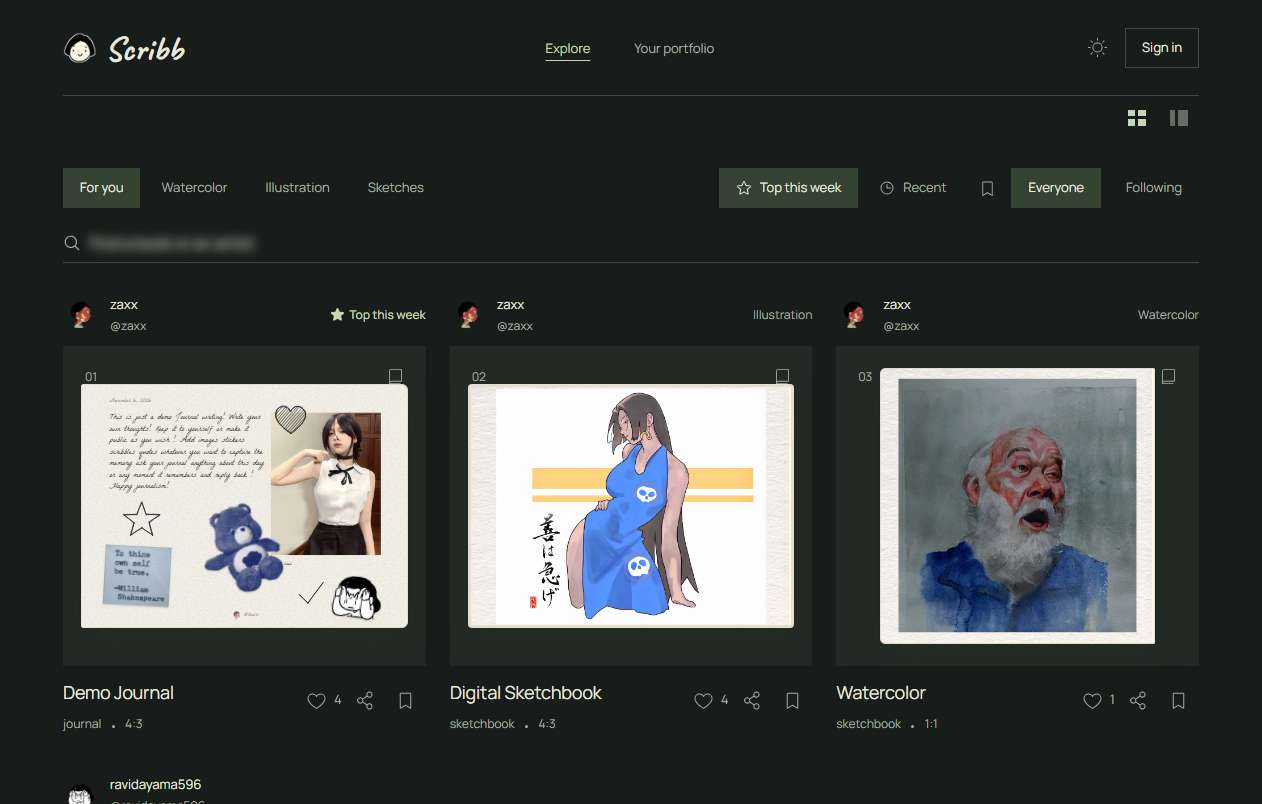 Scribb
Explore
Your portfolio
Sign in
For you
Watercolor
Illustration
Sketches
Top this week
Recent
Everyone
Following
zaxx
@zaxx
Top this week
zaxx
@zaxx
Illustration
zaxx
@zaxx
Watercolor
01
This is just a demo Journal writing! Write your
own thoughts! Keep it to yourself or make it
public as you wish! Add images stickers
scribbles quotes whatever you want to capture the
memory ask your journal anything about this day
or any moment it remembers and reply back !
Happy journalism!
To thine
own self
be true.
-William
Shakespeare
02
善は急げ
03
Demo Journal
4
journal • 4:3
Digital Sketchbook
4
sketchbook • 4:3
Watercolor
1
sketchbook • 1:1
ravidayama596